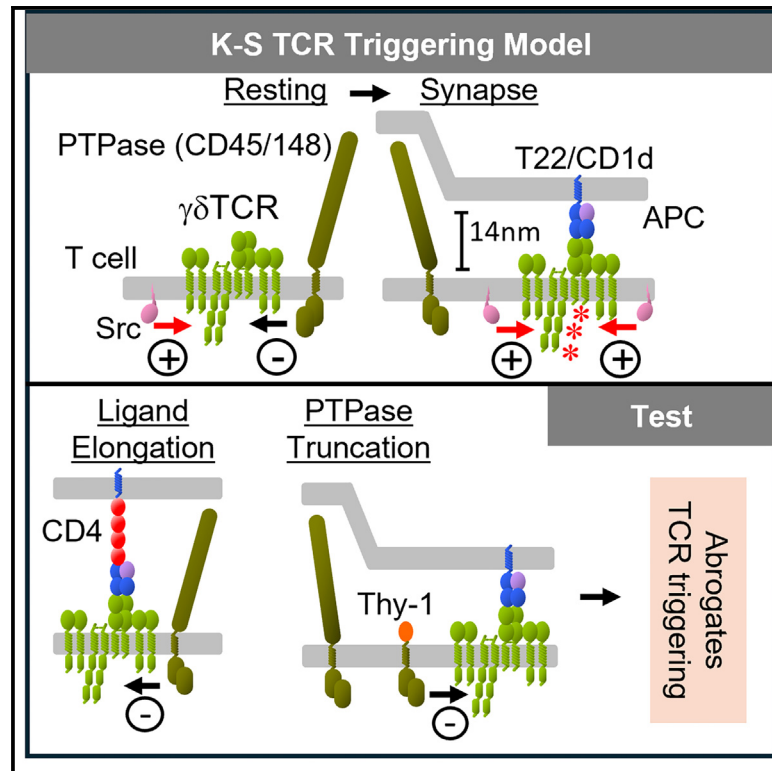 K-S TCR Triggering Model
Resting → Synapse
PTPase (CD45/148)
T22/CD1d
γδTCR
14nm
APC
T cell
Src
+
-
+
+
***
Ligand
Elongation
PTPase
Truncation
Test
CD4
Thy-1
Abrogates
TCR triggering
-
-